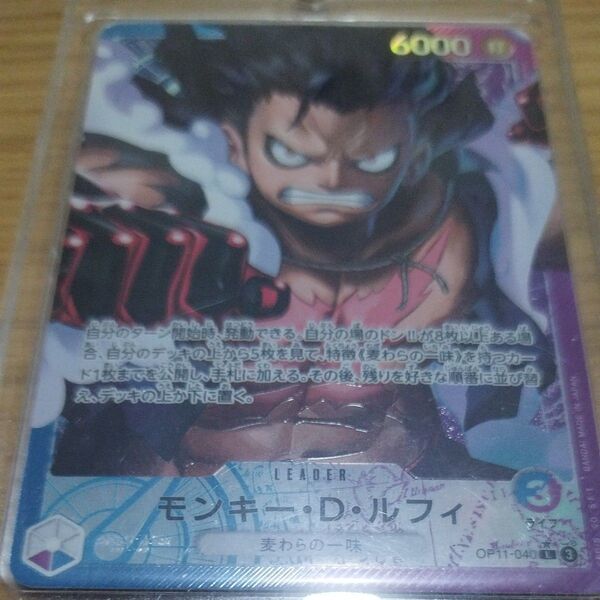 6000
自分のターン開始時、発動できる。自分の場のドン!!が8枚以上ある場
合、自分のデッキの上から5枚を見て、特徴《麦わらの一味》を持つカー
ド1枚までを公開し、手札に加える。その後、残りを好きな順番に並び替
え、デッキの上か下に置く。
LEADER
モンキー・D・ルフィ
麦わらの一味
3
ライフ
OP11-040 L 3
BANDAI MADE IN JAPAN